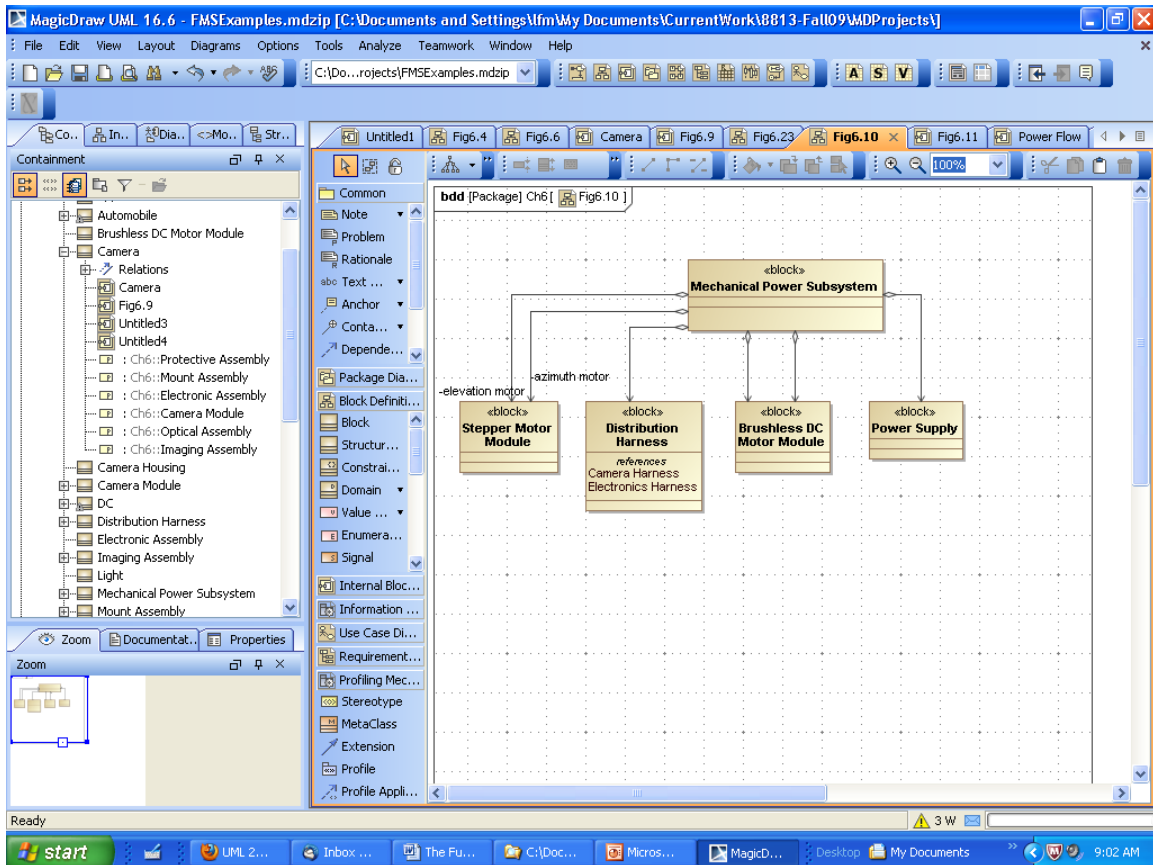 MagicDraw UML 16.6 - FMSExamples.mdzip [C:\Documents and Settings\lfm\My Documents\CurrentWork\8813-Fall09\MDProjects\]
File Edit View Layout Diagrams Options Tools Analyze Teamwork Window Help
C:\Do...rojects\FMSExamples.mdzip
A S V
Co.. In.. Dia.. <>Mo.. Str..
Untitled1 Fig6.4 Fig6.6 Camera Fig6.9 Fig6.23 Fig6.10 Fig6.11 Power Flow
Containment
100%
Automobile
Brushless DC Motor Module
Camera
Relations
Camera
Fig6.9
Untitled3
Untitled4
: Ch6::Protective Assembly
: Ch6::Mount Assembly
: Ch6::Electronic Assembly
: Ch6::Camera Module
: Ch6::Optical Assembly
: Ch6::Imaging Assembly
Camera Housing
Camera Module
DC
Distribution Harness
Electronic Assembly
Imaging Assembly
Light
Mechanical Power Subsystem
Mount Assembly
Zoom Documentat.. Properties
Zoom
Common
Note
Problem
Rationale
abc Text ...
Anchor
Conta...
Depende...
Package Dia...
Block Definiti...
Block
Structur...
Constrai...
Domain
Value ...
Enumera...
Signal
Internal Bloc...
Information ...
Use Case Di...
Requirement...
Profiling Mec...
Stereotype
MetaClass
Extension
Profile
Profile Appli...
bdd [Package] Ch6 [ Fig6.10 ]
«block»
Mechanical Power Subsystem
-azimuth motor
-elevation motor
«block»
Stepper Motor
Module
«block»
Distribution
Harness
references
Camera Harness
Electronics Harness
«block»
Brushless DC
Motor Module
«block»
Power Supply
Ready
3 W
start UML 2... Inbox ... The Fu... C:\Doc... Micros... MagicD... Desktop My Documents 9:02 AM